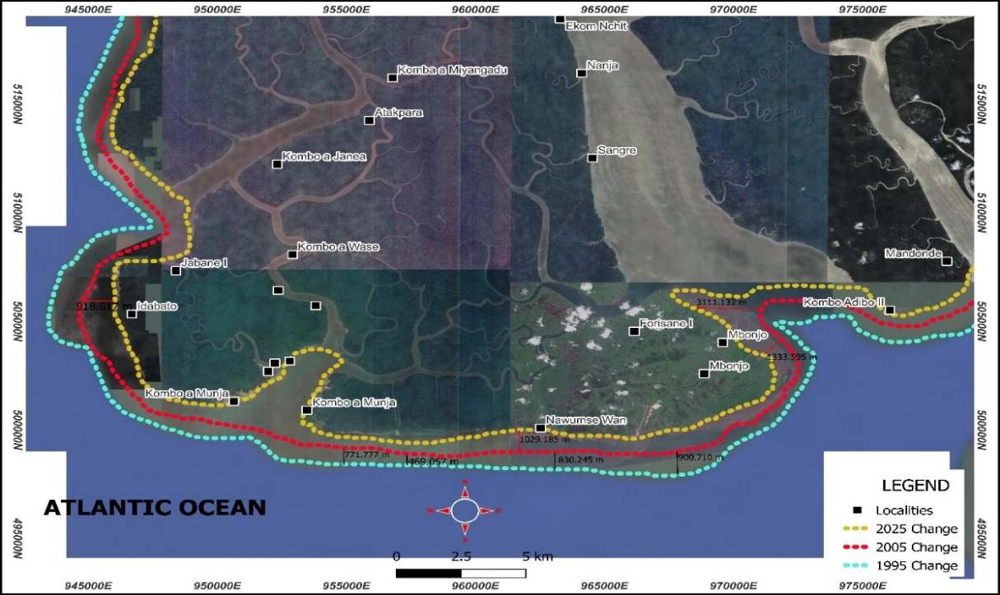 945000E 950000E 955000E 960000E 965000E 970000E 975000E
Ekom Nchit
Nanja
Komba a Miyangadu
515000N
515000N
Atakpara
Sangre
Kombo a Janea
510000N
510000N
Kombo a Wase
Mandonde
Jabane I
3111.132 m
Kombo Adibo II
918.617 m
Idabato
505000N
505000N
Forisane I
Mbonjo
1333.595 m
Mbonjo
Kombo a Munja
Kombo a Munja
Nawumse Wan
500000N
500000N
1029.185 m
771.777 m
469.057 m
830.245 m
900.710 m
LEGEND
ATLANTIC OCEAN
N
W
E
S
Localities
2025 Change
2005 Change
1995 Change
495000N
495000N
0 2.5 5 km
945000E 950000E 955000E 960000E 965000E 970000E 975000E